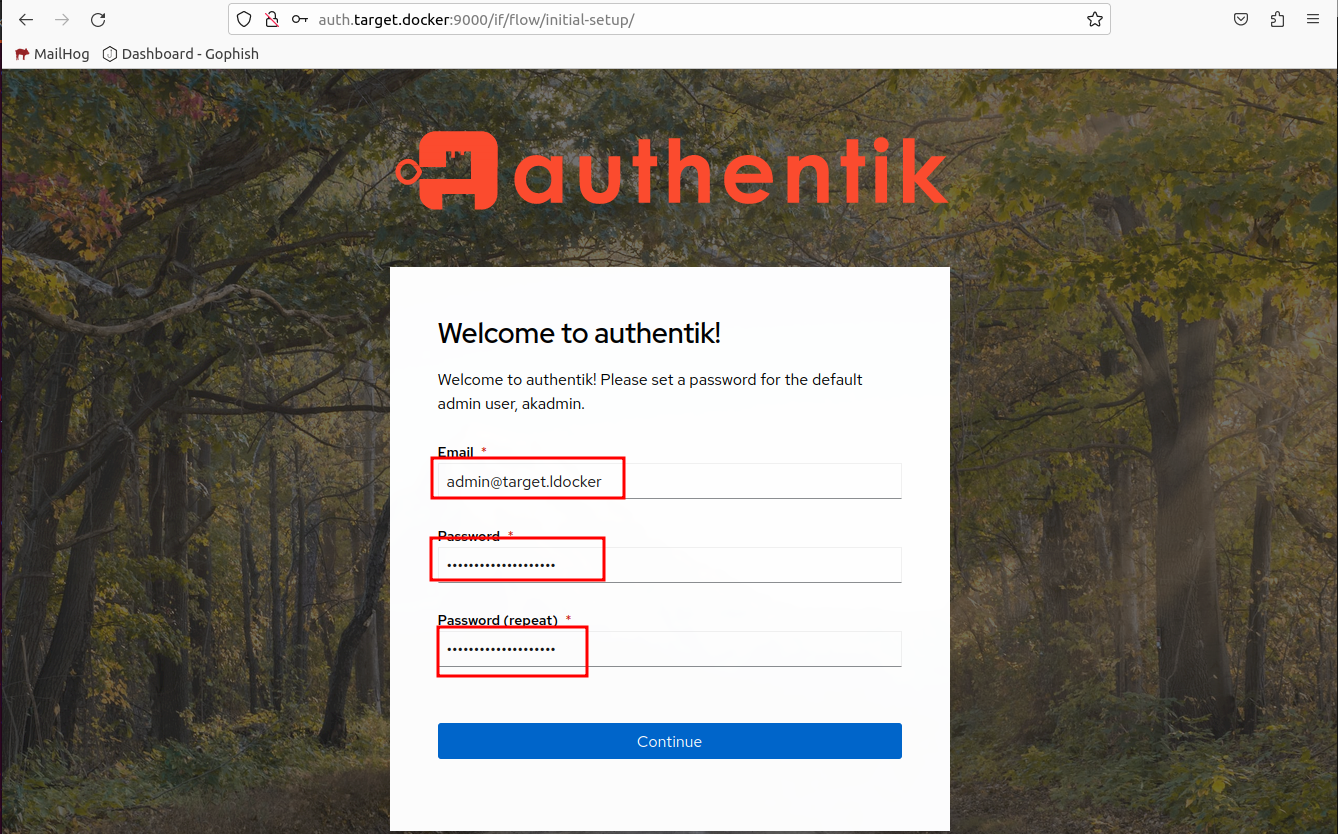 auth.target.docker:9000/if/flow/initial-setup/
MailHog Dashboard - Gophish
authentik
Welcome to authentik!
Welcome to authentik! Please set a password for the default
admin user, akadmin.
Email *
admin@target.ldocker
Password *
••••••••••••••••••••
Password (repeat) *
••••••••••••••••••••
Continue